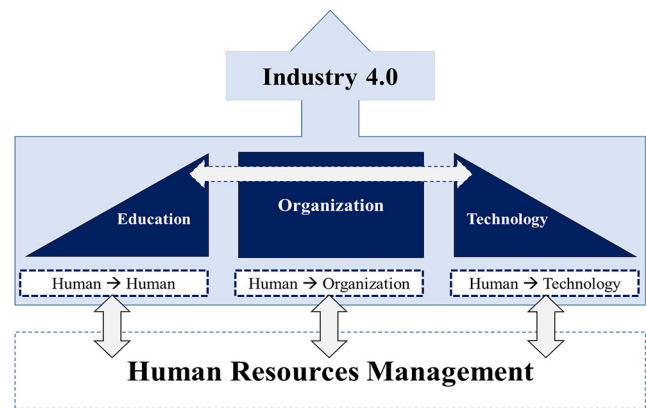 Industry 4.0
Education
Organization
Technology
Human → Human
Human → Organization
Human → Technology
Human Resources Management